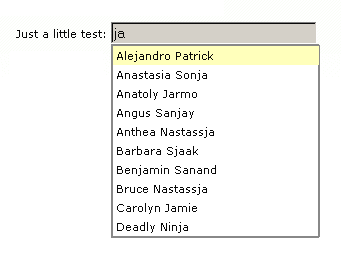 Just a little test: ja
Alejandro Patrick
Anastasia Sonja
Anatoly Jarmo
Angus Sanjay
Anthea Nastassja
Barbara Sjaak
Benjamin Sanand
Bruce Nastassja
Carolyn Jamie
Deadly Ninja